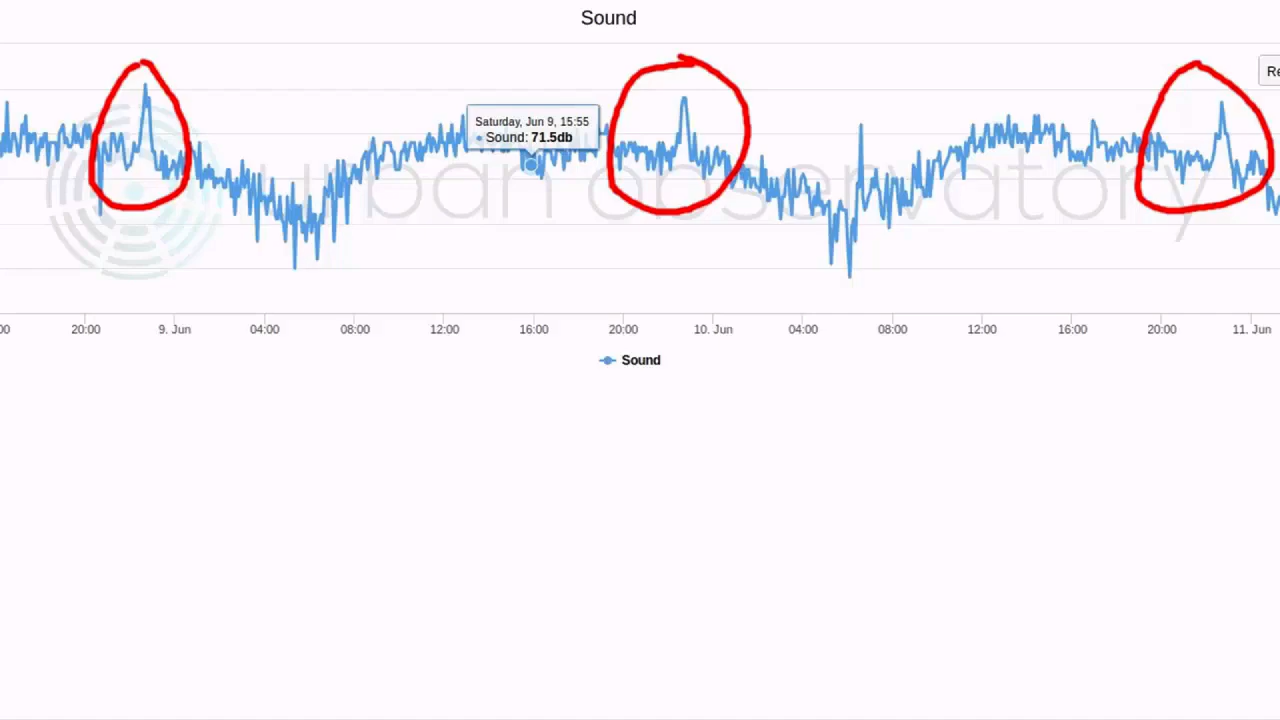 Sound
Re
Saturday, Jun 9, 15:55
Sound: 71.5db
urban observatory
00
20:00
9. Jun
04:00
08:00
12:00
16:00
20:00
10. Jun
04:00
08:00
12:00
16:00
20:00
11. Jun
Sound